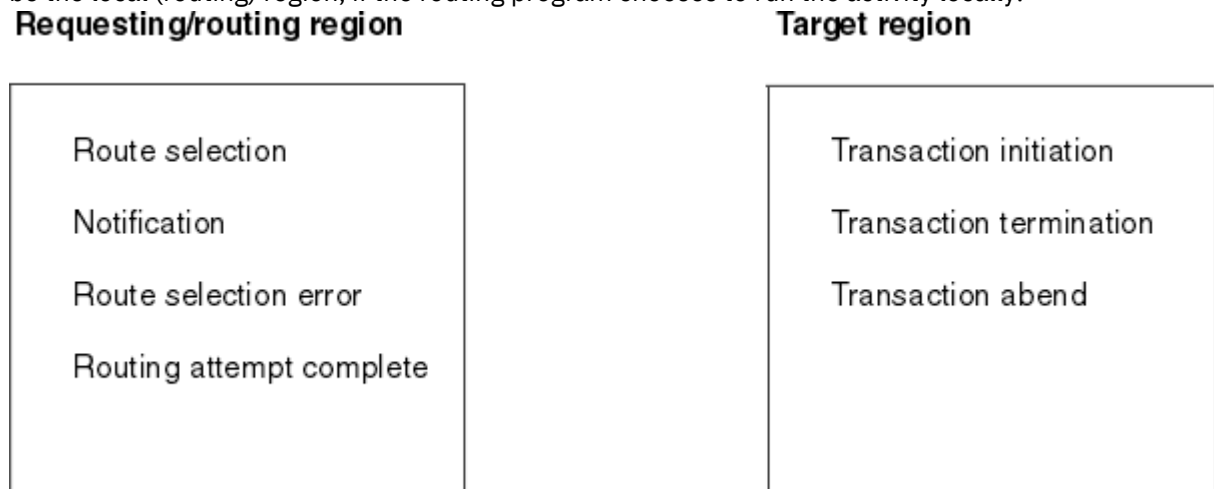 be the local (routing) region, if the routing program chooses to run the activity locally.
Requesting/routing region
Target region
Route selection
Notification
Route selection error
Routing attempt complete
Transaction initiation
Transaction termination
Transaction abend